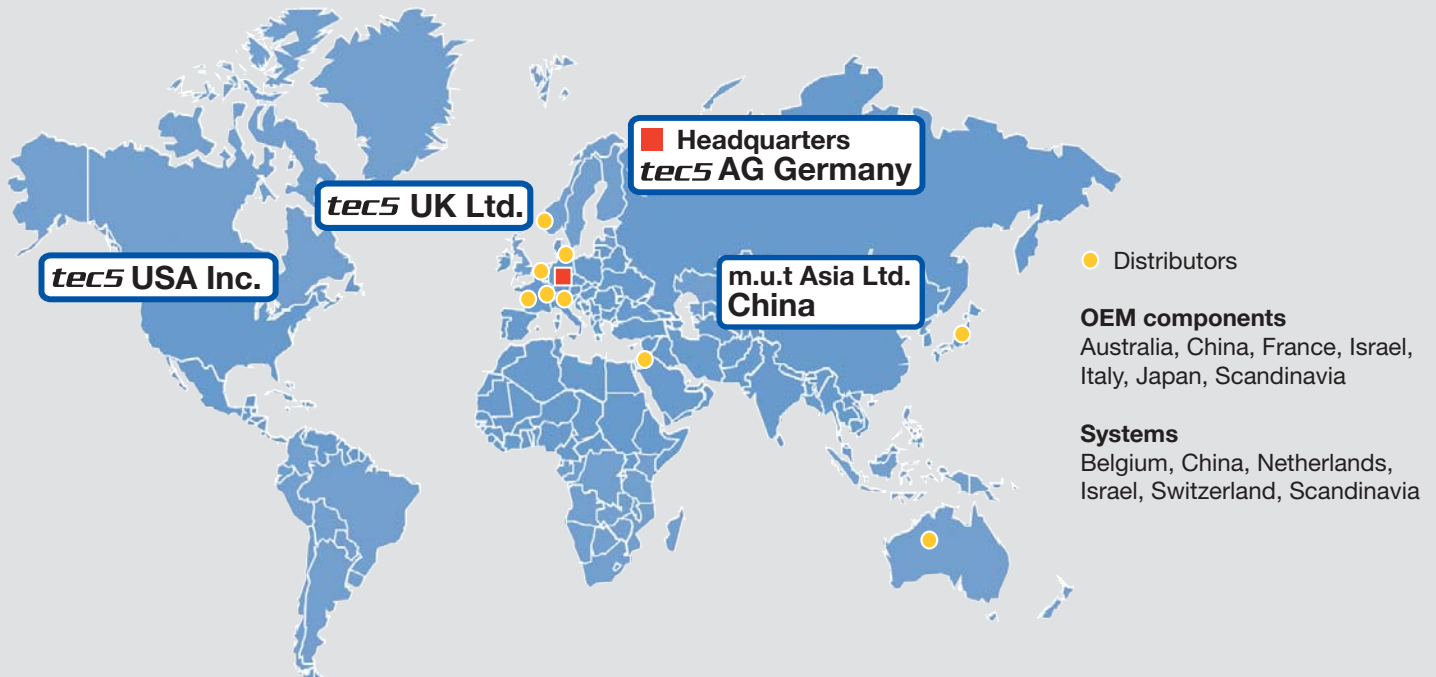 Headquarters
tec5 AG Germany
tec5 UK Ltd.
tec5 USA Inc.
m.u.t Asia Ltd.
China
Distributors
OEM components
Australia, China, France, Israel,
Italy, Japan, Scandinavia
Systems
Belgium, China, Netherlands,
Israel, Switzerland, Scandinavia